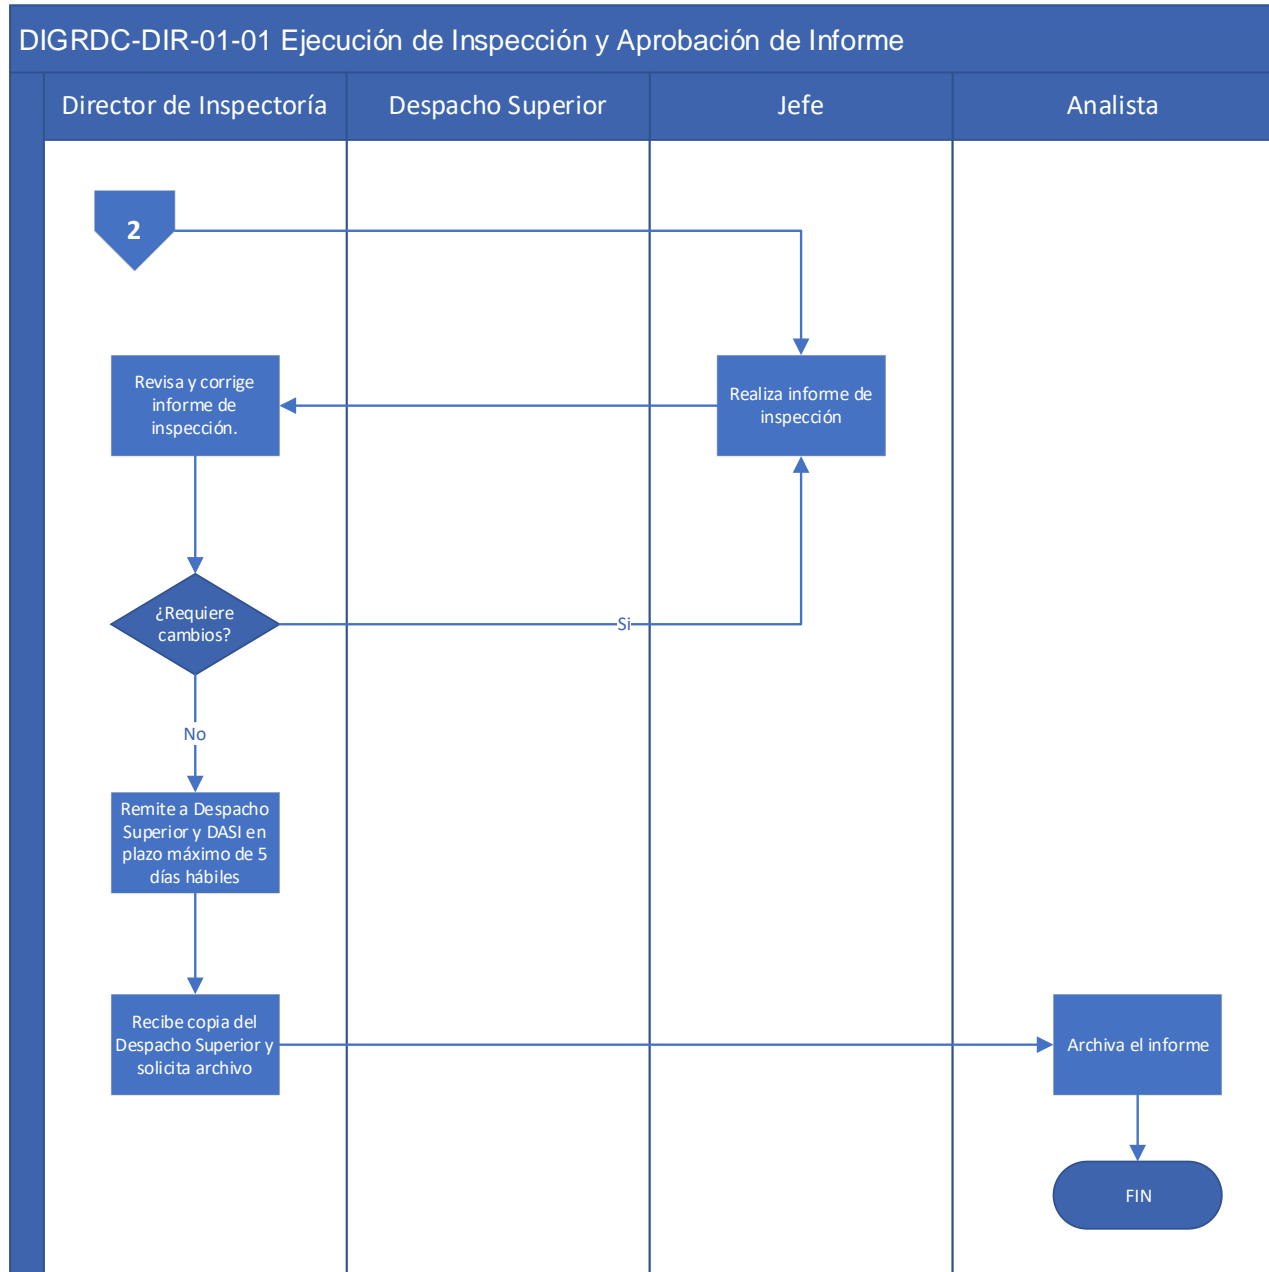 DIGRDC-DIR-01-01 Ejecución de Inspección y Aprobación de Informe
Director de Inspectoría
Despacho Superior
Jefe
Analista
2
Revisa y corrige
informe de
inspección.
Realiza informe de
inspección
¿Requiere
cambios?
Si
No
Remite a Despacho
Superior y DASI en
plazo máximo de 5
días hábiles
Recibe copia del
Despacho Superior y
solicita archivo
Archiva el informe
FIN